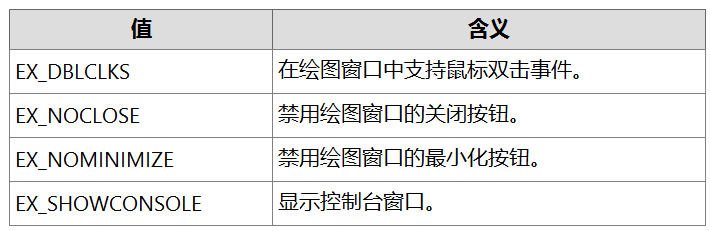 值 含义
EX_DBLCLKS 在绘图窗口中支持鼠标双击事件。
EX_NOCLOSE 禁用绘图窗口的关闭按钮。
EX_NOMINIMIZE 禁用绘图窗口的最小化按钮。
EX_SHOWCONSOLE 显示控制台窗口。